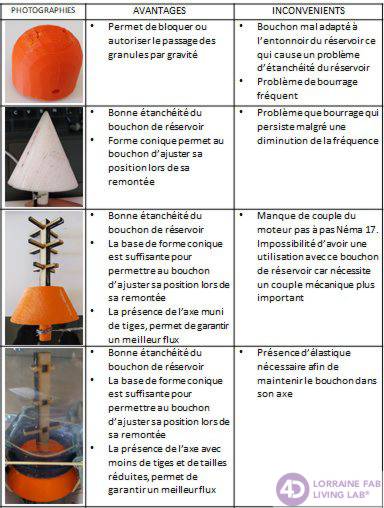 PHOTOGRAPHIES
AVANTAGES
INCONVENIENTS
• Permet de bloquer ou
autoriser le passage des
granules par gravité
• Bouchon mal adapté à
l'entonnoir du réservoir ce
qui cause un problème
d'étanchéité du réservoir
• Problème de bourrage
fréquent
• Bonne étanchéité du
bouchon de réservoir
• Forme conique permet au
bouchon d'ajuster sa
position lors de sa
remontée
• Problème que bourrage qui
persiste malgré une
diminution de la fréquence
• Bonne étanchéité du
bouchon de réservoir
• La base de forme conique
est suffisante pour
permettre au bouchon
d'ajuster sa position lors de
sa remontée
• La présence de l'axe muni
de tiges, permet de garantir
un meilleur flux
• Manque de couple du
moteur pas à pas Néma 17.
Impossibilité d'avoir une
utilisation avec ce bouchon
de réservoir car nécessite
un couple mécanique plus
important
• Bonne étanchéité du
bouchon de réservoir
• La base de forme conique
est suffisante pour
permettre au bouchon
d'ajuster sa position lors de
sa remontée
• La présence de l'axe avec
moins de tiges et de tailles
réduites, permet de
garantir un meilleur flux
• Présence d'élastique
nécessaire afin de
maintenir le bouchon dans
son axe
4D LORRAINE FAB
LIVING LAB®